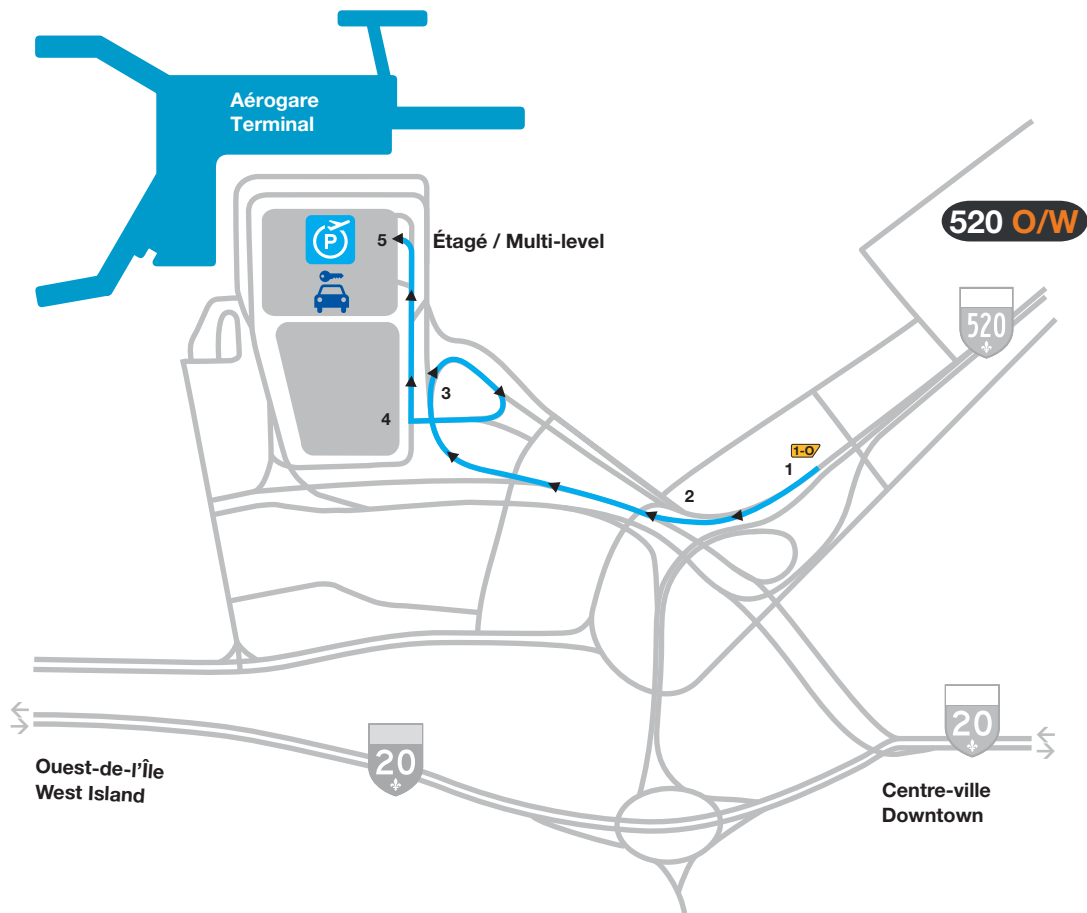 Aérogare
Terminal
520 O/W
P
5
Étagé / Multi-level
520
3
4
1-O
1
2
20
20
Ouest-de-l'Île
West Island
Centre-ville
Downtown